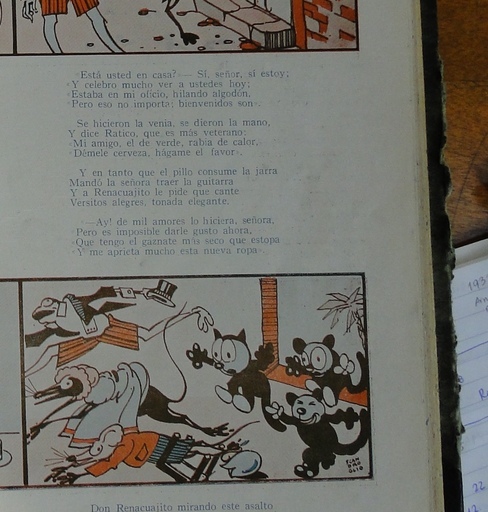 «Está usted en casa? — Sí, señor, sí estoy;
«Y celebro mucho ver a ustedes hoy;
«Estaba en mi oficio, hilando algodón,
«Pero eso no importa; bienvenidos son».
Se hicieron la venia, se dieron la mano,
Y dice Ratico, que es más veterano:
«Mi amigo, el de verde, rabia de calor,
«Démele cerveza, hágame el favor».
Y en tanto que el pillo consume la jarra
Mandó la señora traer la guitarra
Y a Renacuajito le pide que cante
Versitos alegres, tonada elegante.
«—Ay! de mil amores lo hiciera, señora,
«Pero es imposible darle gusto ahora,
«Que tengo el gaznate más seco que estopa
«Y me aprieta mucho esta nueva ropa».
Don Renacuajito mirando este asalto
193
22